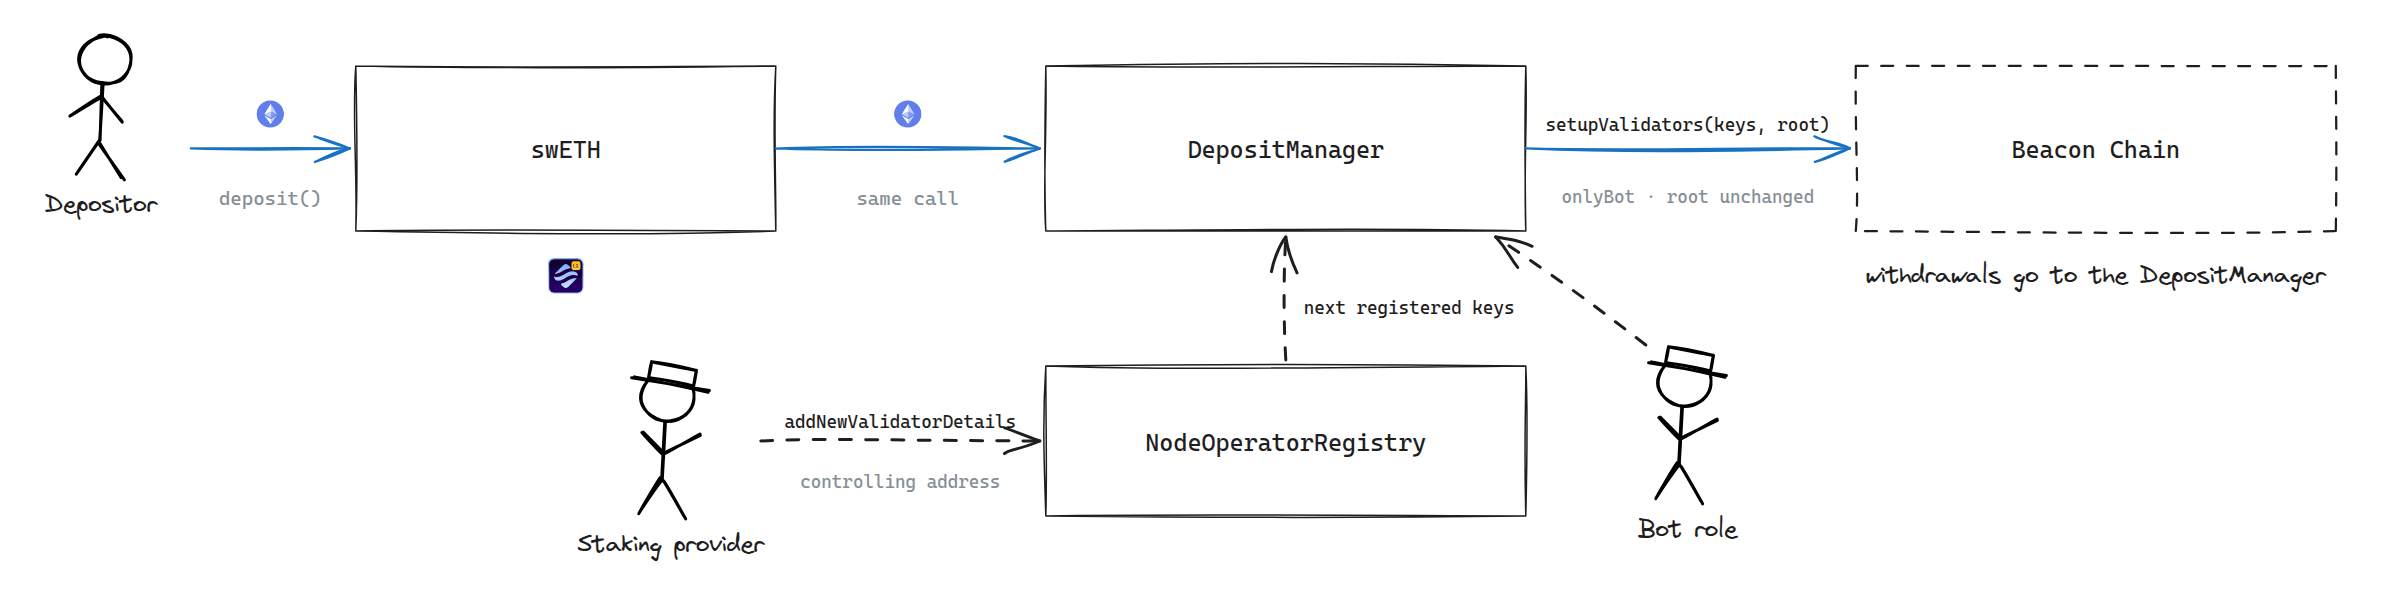 Depositor
deposit()
swETH
same call
DepositManager
setupValidators(keys, root)
onlyBot · root unchanged
Beacon Chain
withdrawals go to the DepositManager
next registered keys
Staking provider
addNewValidatorDetails
controlling address
NodeOperatorRegistry
Bot role